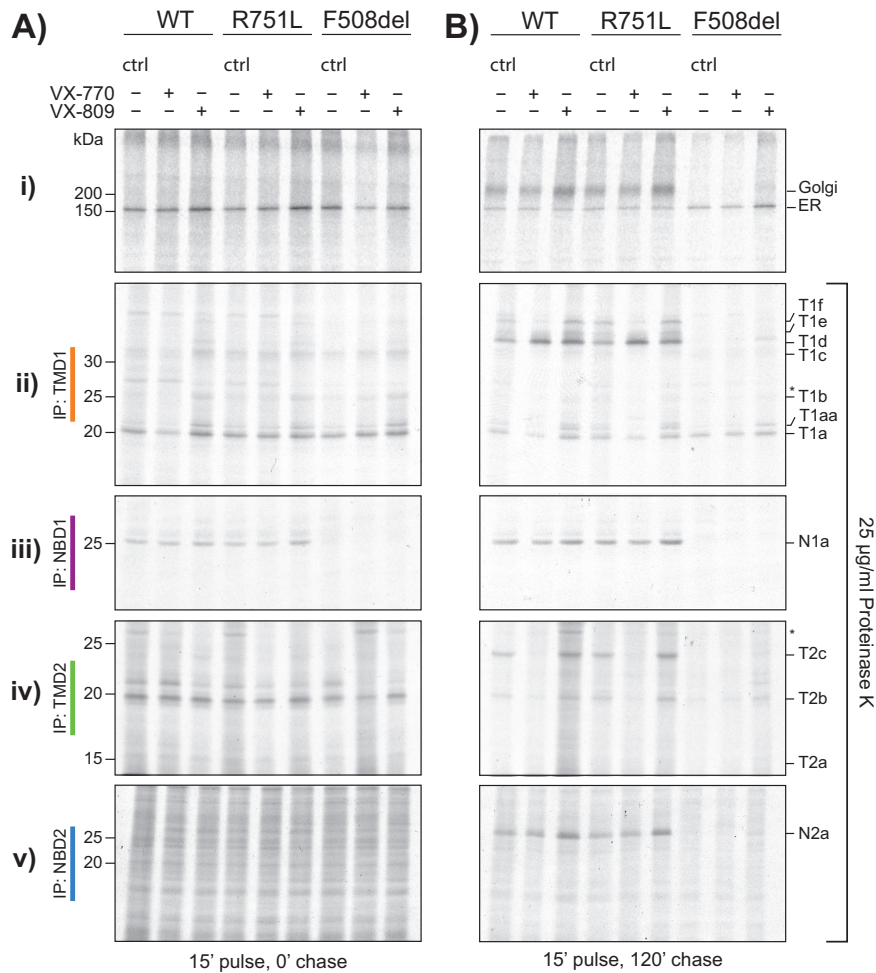 A) WT R751L F508del
B) WT R751L F508del
ctrl ctrl ctrl
ctrl ctrl ctrl
VX-770 – + – – + – – + –
– + – – + – – + –
VX-809 – – + – – + – – +
– – + – – + – – +
kDa
i)
200
150
Golgi
ER
ii)
IP: TMD1
30
25
20
T1f
T1e
T1d
T1c
*
T1b
T1aa
T1a
iii)
IP: NBD1
25
N1a
iv)
IP: TMD2
25
20
15
*
T2c
T2b
T2a
v)
IP: NBD2
25
20
N2a
25 µg/ml Proteinase K
15' pulse, 0' chase
15' pulse, 120' chase